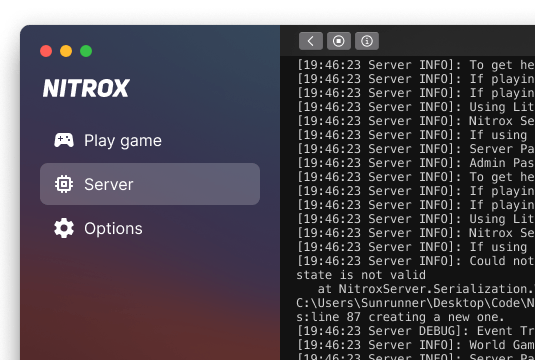 NITROX
Play game
Server
Options
[19:46:23 Server INFO]: To get he
[19:46:23 Server INFO]: If playin
[19:46:23 Server INFO]: If playin
[19:46:23 Server INFO]: Using Lit
[19:46:23 Server INFO]: Nitrox Se
[19:46:23 Server INFO]: If using
[19:46:23 Server INFO]: Server Pa
[19:46:23 Server INFO]: Admin Pas
[19:46:23 Server INFO]: To get he
[19:46:23 Server INFO]: If playin
[19:46:23 Server INFO]: Using Lit
[19:46:23 Server INFO]: Nitrox Se
[19:46:23 Server INFO]: If using
[19:46:23 Server INFO]: Could not
state is not valid
at NitroxServer.Serialization.
C:\Users\Sunrunner\Desktop\Code\N
s:line 87 creating a new one.
[19:46:23 Server DEBUG]: Event Tr
[19:46:23 Server INFO]: World Gam
[19:46:23 Server INFO]: Server Pa